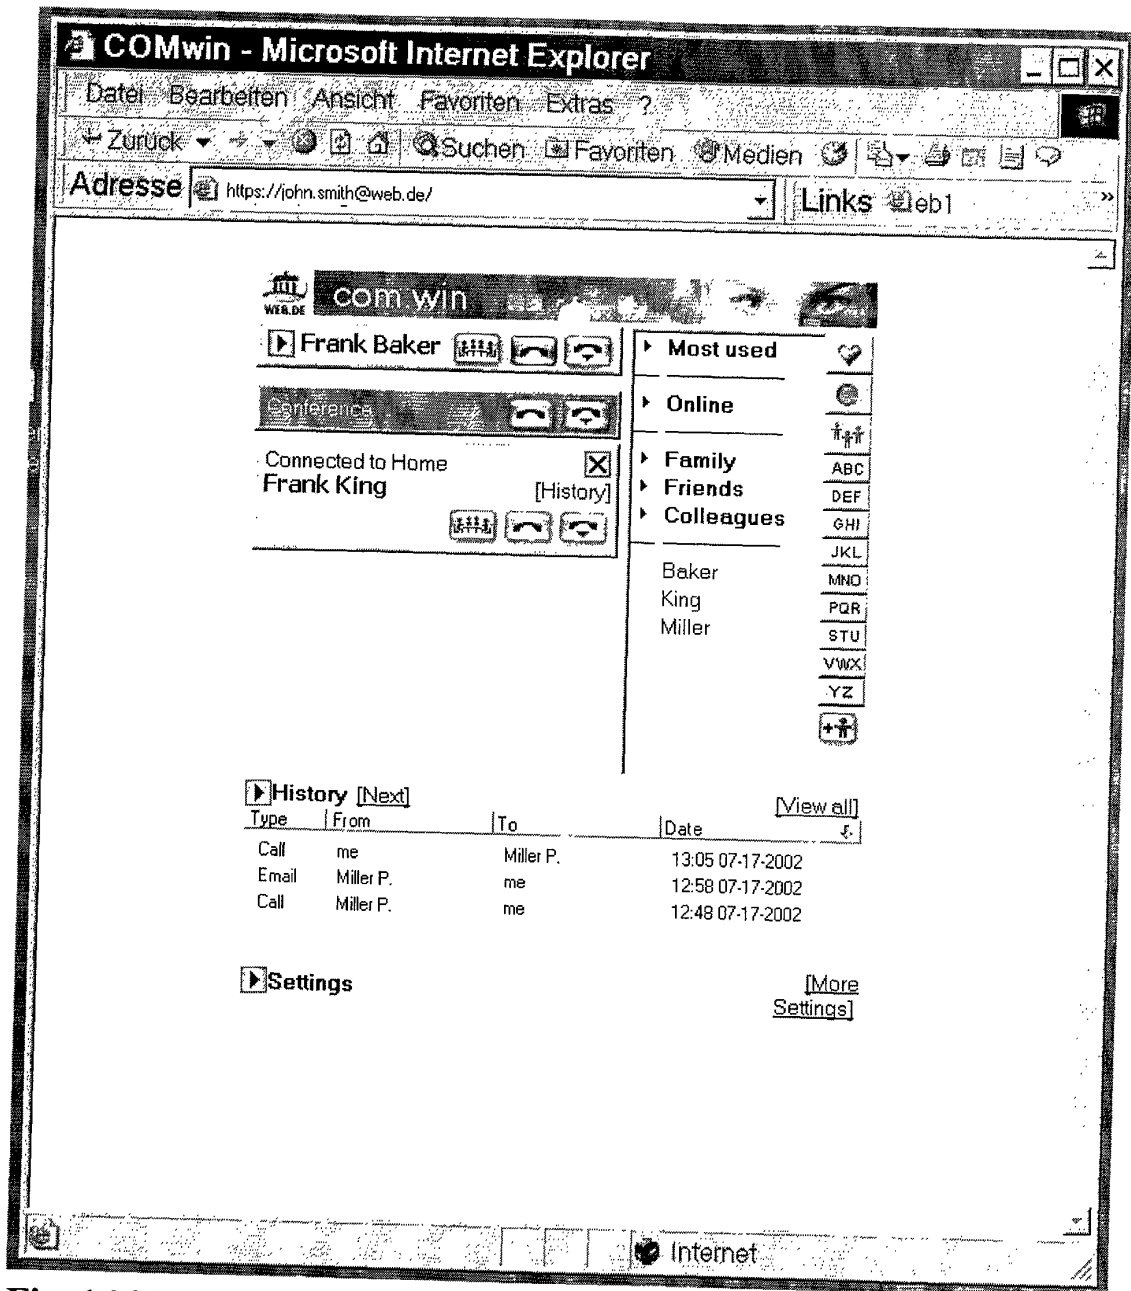 COMwin - Microsoft Internet Explorer
Datei Bearbeiten Ansicht Favoriten Extras ?
Zurück Suchen Favoriten Medien
Adresse https://john.smith@web.de/ Links eb1 »
WEB.DE com.win
Frank Baker
Conference
Connected to Home
Frank King
[History]
Most used
Online
Family
Friends
Colleagues
Baker
King
Miller
ABC
DEF
GHI
JKL
MNO
PQR
STU
VWX
YZ
History [Next] [View all]
Type From To Date
Call me Miller P. 13:05 07-17-2002
Email Miller P. me 12:58 07-17-2002
Call Miller P. me 12:48 07-17-2002
Settings [More
Settings]
Internet